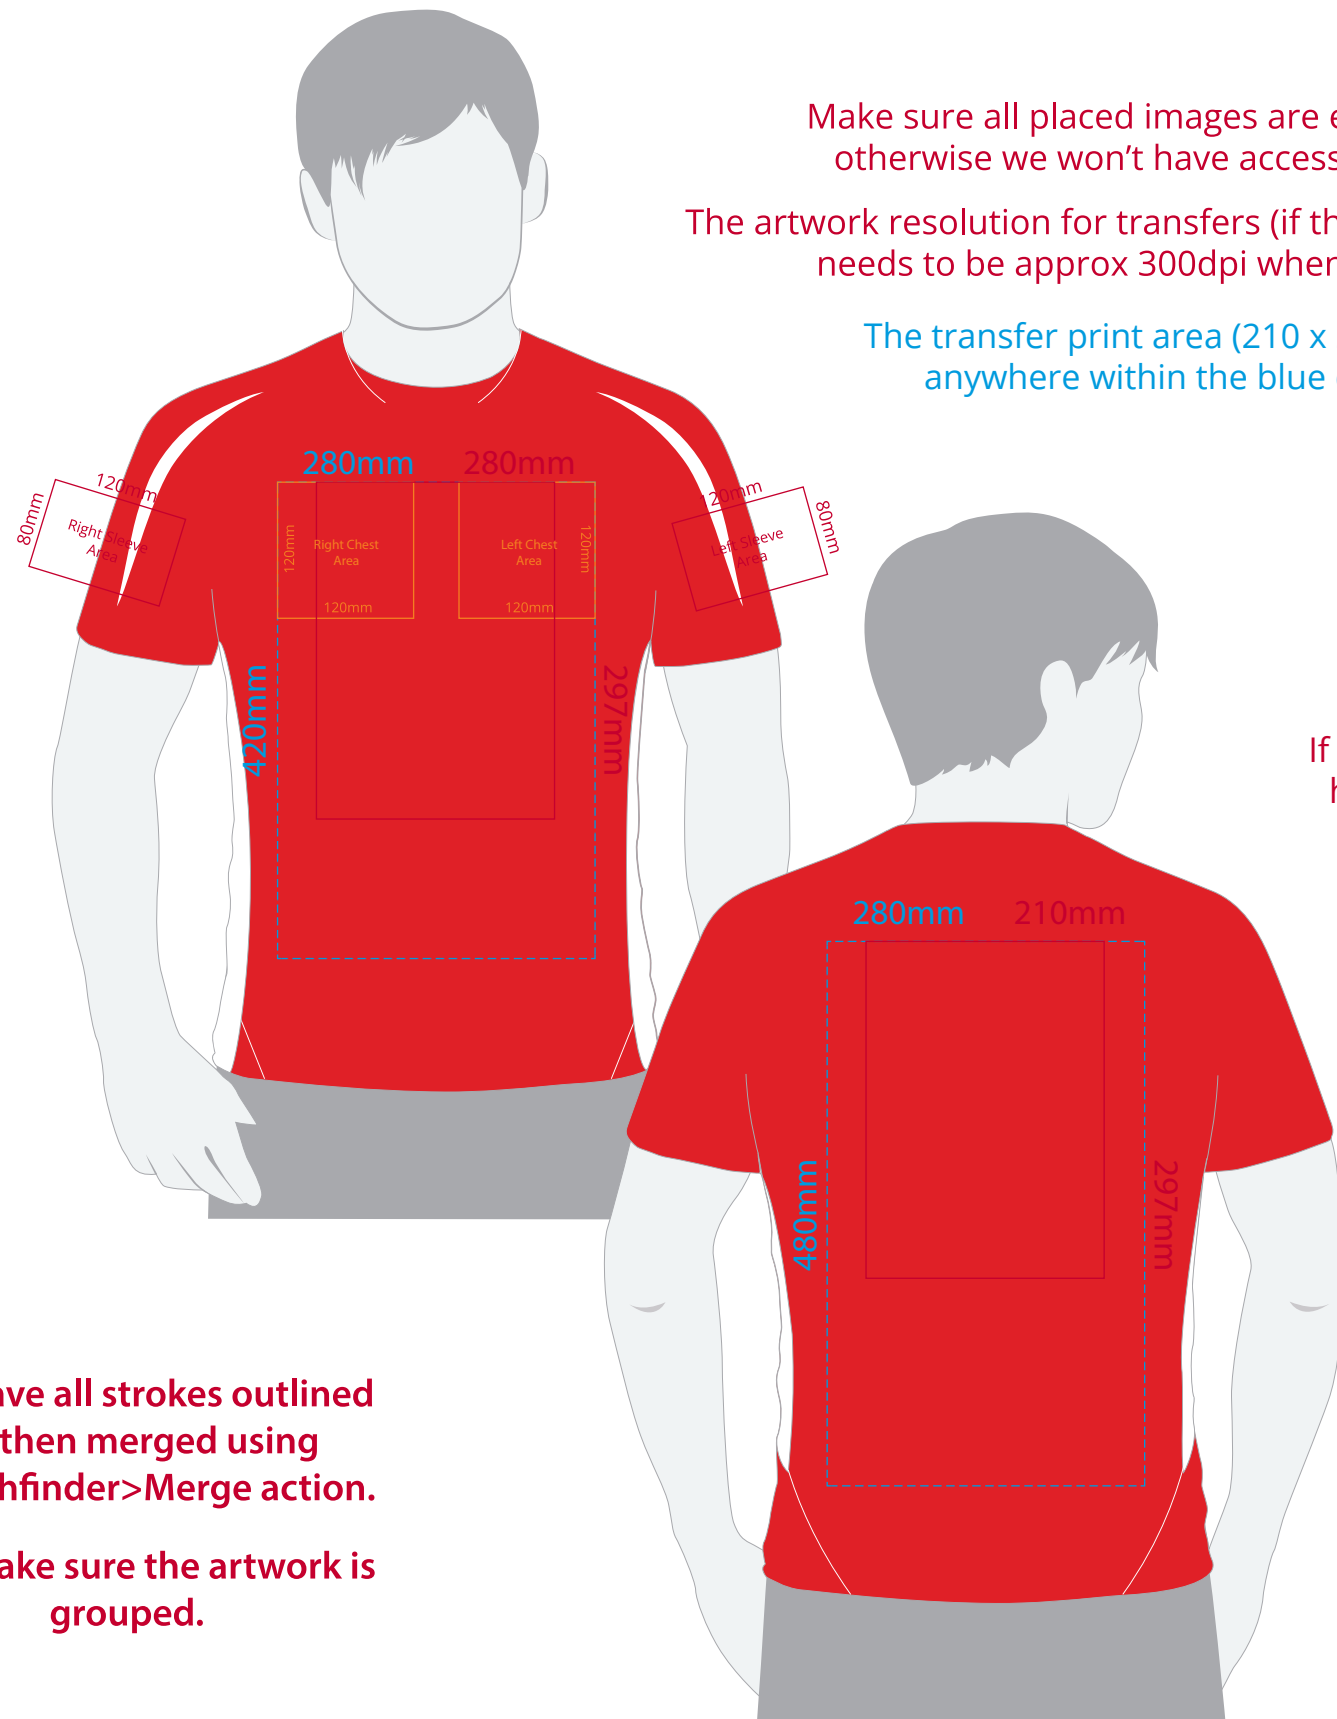 Make sure all placed images are
otherwise we won't have access
The artwork resolution for transfers (if
needs to be approx 300dpi when
The transfer print area (210 x
anywhere within the blue
280mm 280mm
120mm
80mm
Right Sleeve
Area
120mm
Right Chest
Area
120mm
Left Chest
Area
120mm
120mm
120mm
80mm
Left Sleeve
Area
420mm
297mm
If
280mm 210mm
480mm
297mm
all strokes outlined
then merged using
hfinder>Merge action.
ake sure the artwork is
grouped.